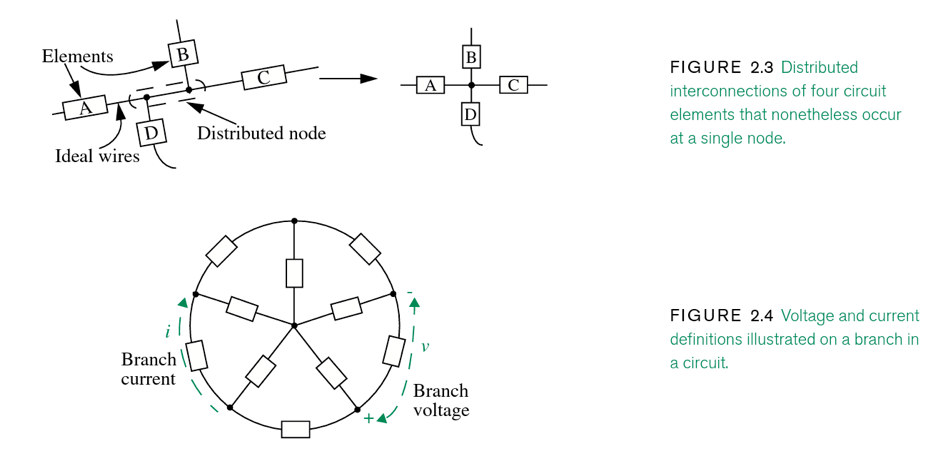 Elements
B
C
A
D
Distributed node
Ideal wires
B
A
C
D
FIGURE 2.3 Distributed
interconnections of four circuit
elements that nonetheless occur
at a single node.
i
Branch
current
-
v
+
Branch
voltage
FIGURE 2.4 Voltage and current
definitions illustrated on a branch in
a circuit.